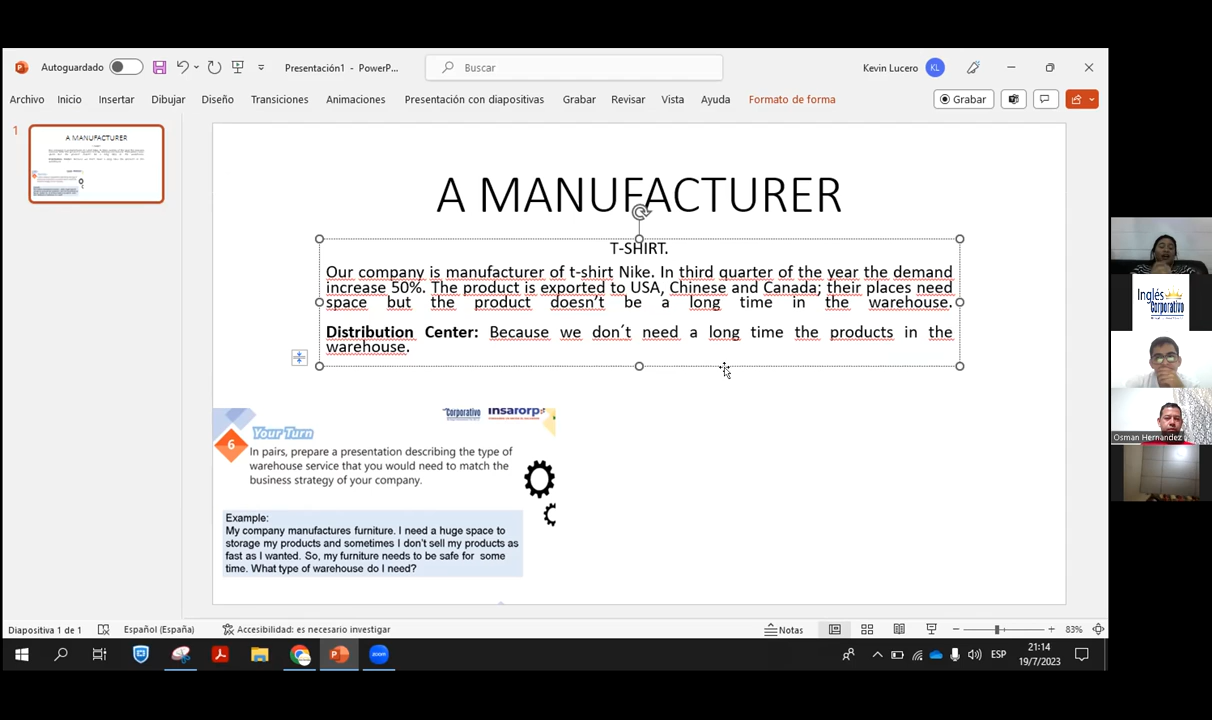 Autoguardado
Presentación1 - PowerP...
Buscar
Kevin Lucero
KL
Archivo Inicio Insertar Dibujar Diseño Transiciones Animaciones Presentación con diapositivas Grabar Revisar Vista Ayuda Formato de forma
Grabar
1
A MANUFACTURER
A MANUFACTURER
T-SHIRT.
Our company is manufacturer of t-shirt Nike. In third quarter of the year the demand
increase 50%. The product is exported to USA, Chinese and Canada; their places need
space but the product doesn't be a long time in the warehouse.
Distribution Center: Because we don´t need a long time the products in the
warehouse.
Corporativo
insaforp
6
Your Turn
In pairs, prepare a presentation describing the type of
warehouse service that you would need to match the
business strategy of your company.
Example:
My company manufactures furniture. I need a huge space to
storage my products and sometimes I don't sell my products as
fast as I wanted. So, my furniture needs to be safe for some
time. What type of warehouse do I need?
Inglés
Corporativo
Osman Hernandez
Diapositiva 1 de 1
Español (España)
Accesibilidad: es necesario investigar
Notas
83%
zoom
ESP
21:14
19/7/2023